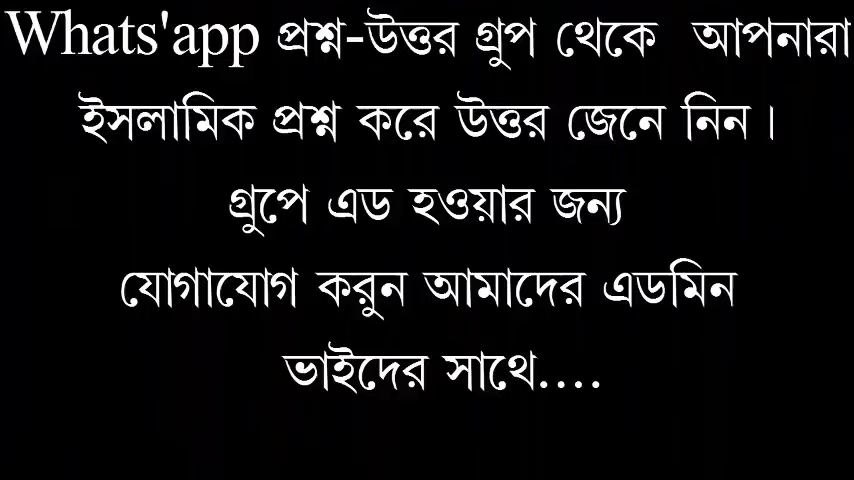 Whats'app প্রশ্ন-উত্তর গ্রুপ থেকে আপনারা
ইসলামিক প্রশ্ন করে উত্তর জেনে নিন।
গ্রুপে এড হওয়ার জন্য
যোগাযোগ করুন আমাদের এডমিন
ভাইদের সাথে....